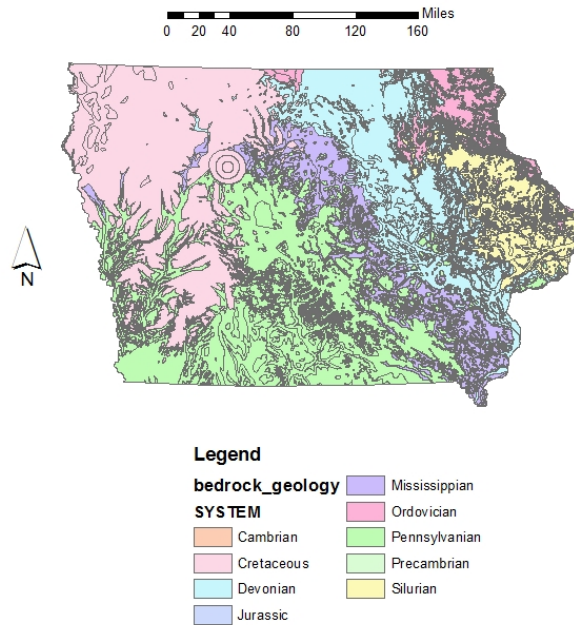 Miles
0 10 20 40 80 120 160
N
Legend
bedrock_geology
SYSTEM
Cambrian
Cretaceous
Devonian
Jurassic
Mississippian
Ordovician
Pennsylvanian
Precambrian
Silurian